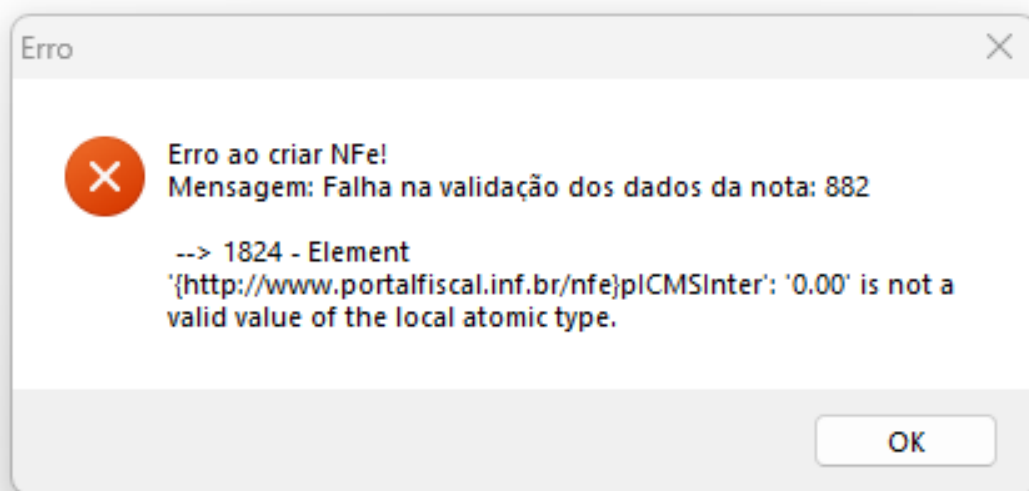 Erro
Erro ao criar NFe!
Mensagem: Falha na validação dos dados da nota: 882
--> 1824 - Element
'{http://www.portalfiscal.inf.br/nfe}pICMSInter': '0.00' is not a
valid value of the local atomic type.
OK